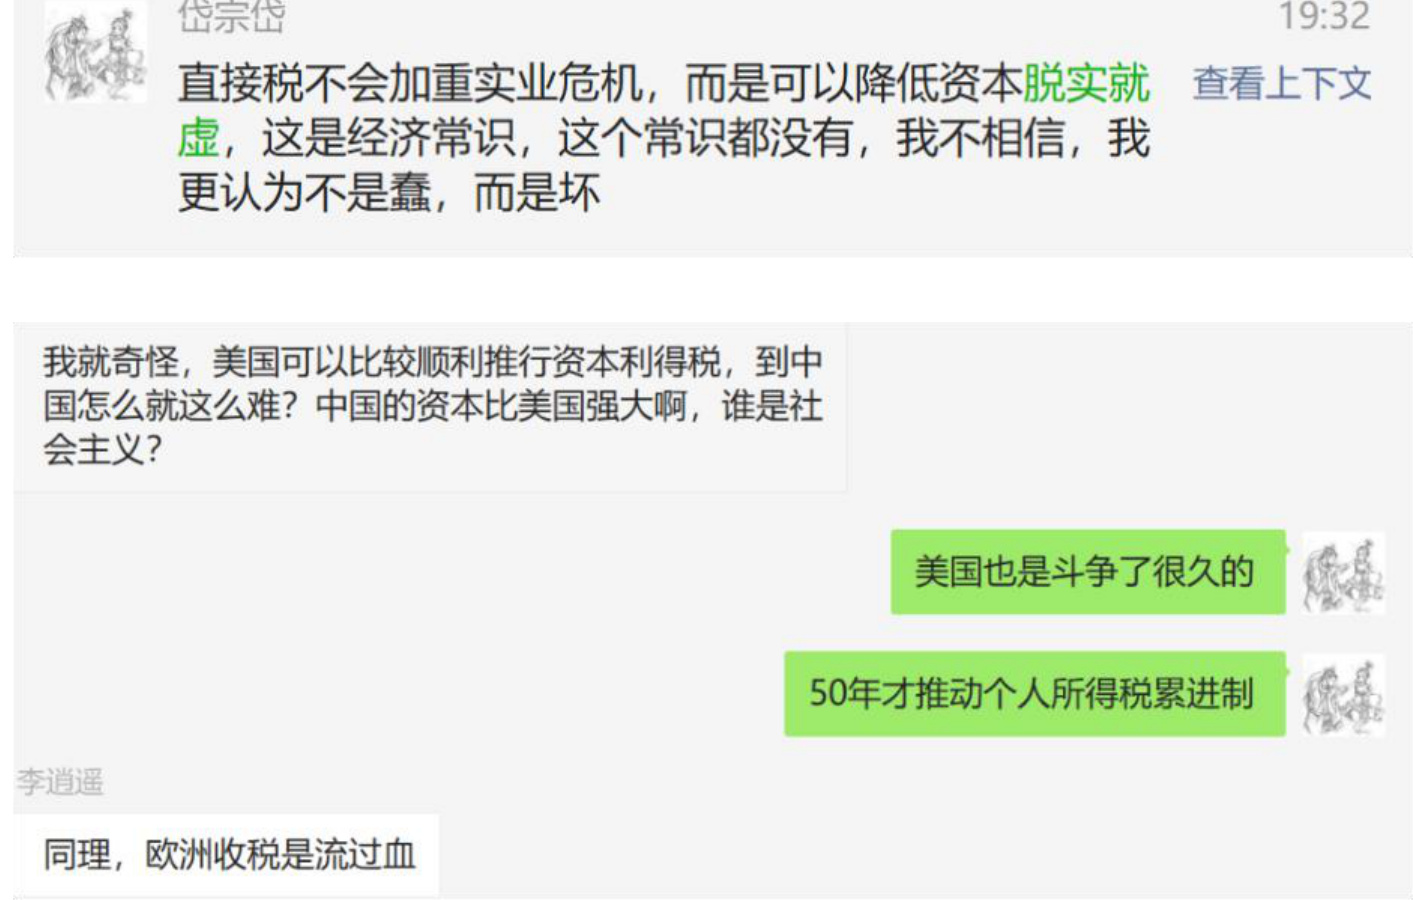 岱宗岱
19:32
直接税不会加重实业危机，而是可以降低资本脱实就
查看上下文
虚，这是经济常识，这个常识都没有，我不相信，我
更认为不是蠢，而是坏
我就奇怪，美国可以比较顺利推行资本利得税，到中
国怎么就这么难？中国的资本比美国强大啊，谁是社
会主义？
美国也是斗争了很久的
50年才推动个人所得税累进制
李逍遥
同理，欧洲收税是流过血